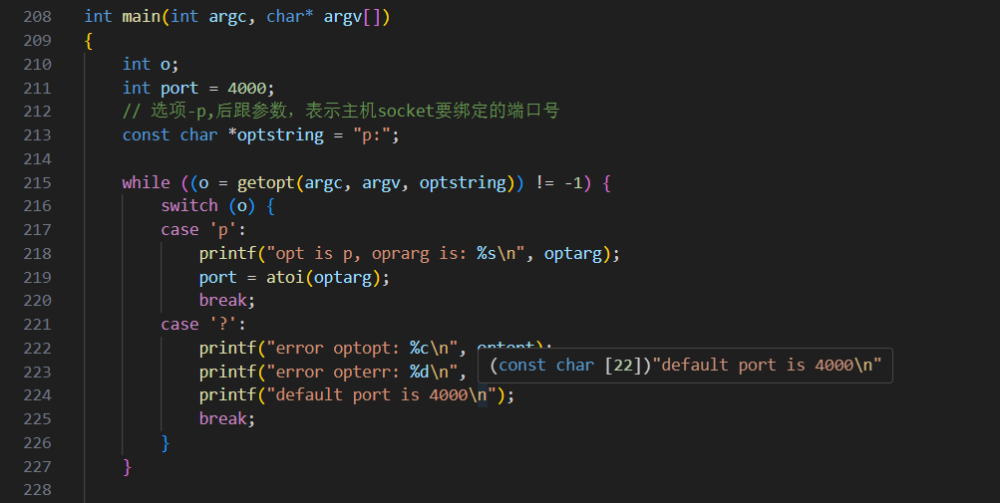 208 int main(int argc, char* argv[])
209 {
210 int o;
211 int port = 4000;
212 // 选项-p,后跟参数，表示主机socket要绑定的端口号
213 const char *optstring = "p:";
214
215 while ((o = getopt(argc, argv, optstring)) != -1) {
216 switch (o) {
217 case 'p':
218 printf("opt is p, oprarg is: %s\n", optarg);
219 port = atoi(optarg);
220 break;
221 case '?':
222 printf("error optopt: %c\n", optopt);
223 printf("error opterr: %d\n",
(const char [22])"default port is 4000\n"
224 printf("default port is 4000\n");
225 break;
226 }
227 }
228